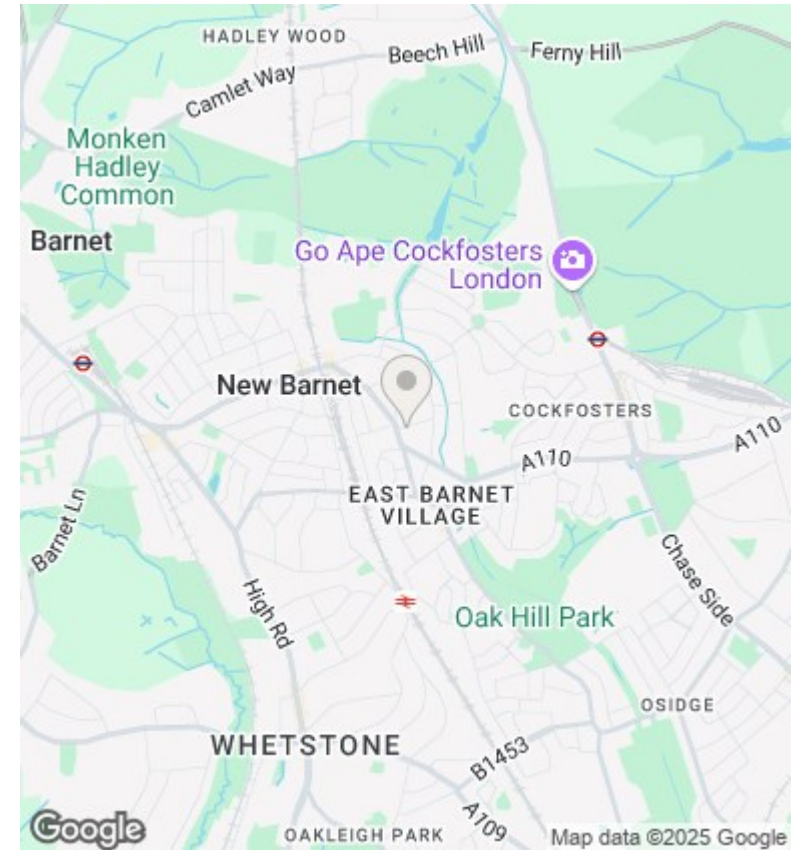 HADLEY WOOD
Beech Hill
Ferny Hill
Camlet Way
Monken
Hadley
Common
Barnet
Go Ape Cockfosters
London
New Barnet
COCKFOSTERS
A110
A110
EAST BARNET
VILLAGE
Barnet Ln
High Rd
Chase Side
Oak Hill Park
OSIDGE
WHETSTONE
B1453
A109
Google
OAKLEIGH PARK
Map data ©2025 Google